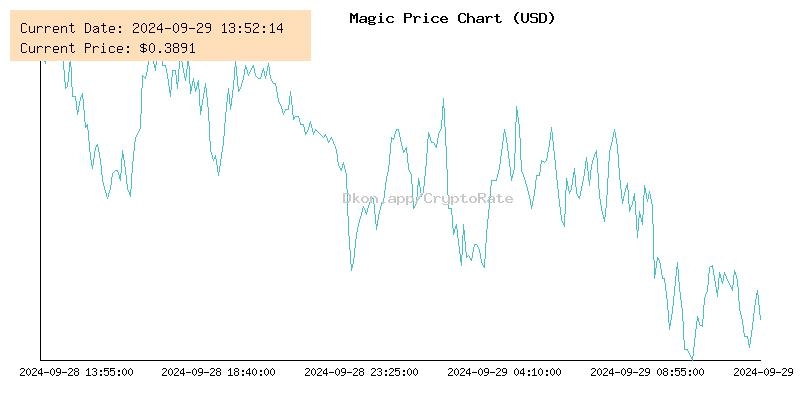 Magic Price Chart (USD)
Current Date: 2024-09-29 13:52:14
Current Price: $0.3891
Dkon.app/CryptoRate
2024-09-28 13:55:00 2024-09-28 18:40:00 2024-09-28 23:25:00 2024-09-29 04:10:00 2024-09-29 08:55:00 2024-09-29